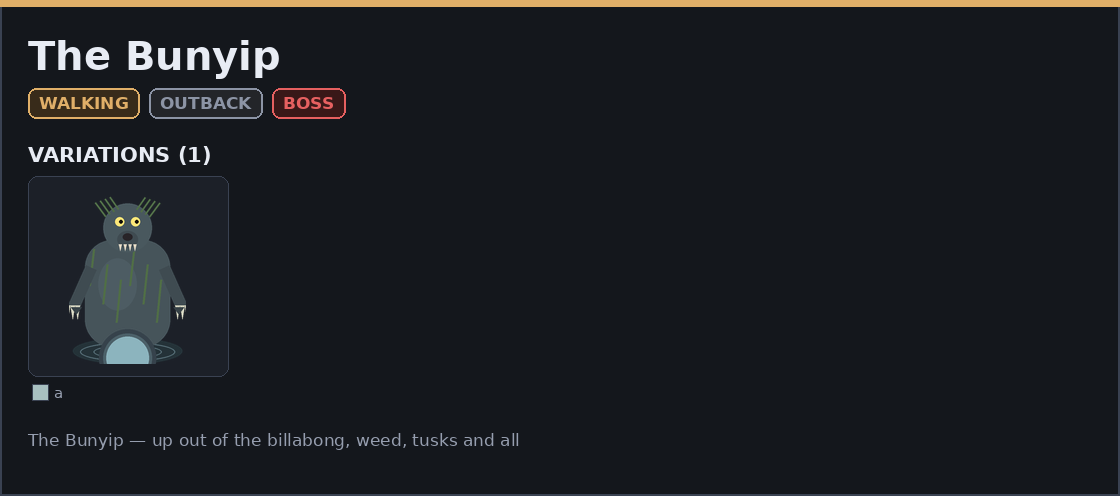 The Bunyip
WALKING OUTBACK BOSS
VARIATIONS (1)
a
The Bunyip — up out of the billabong, weed, tusks and all